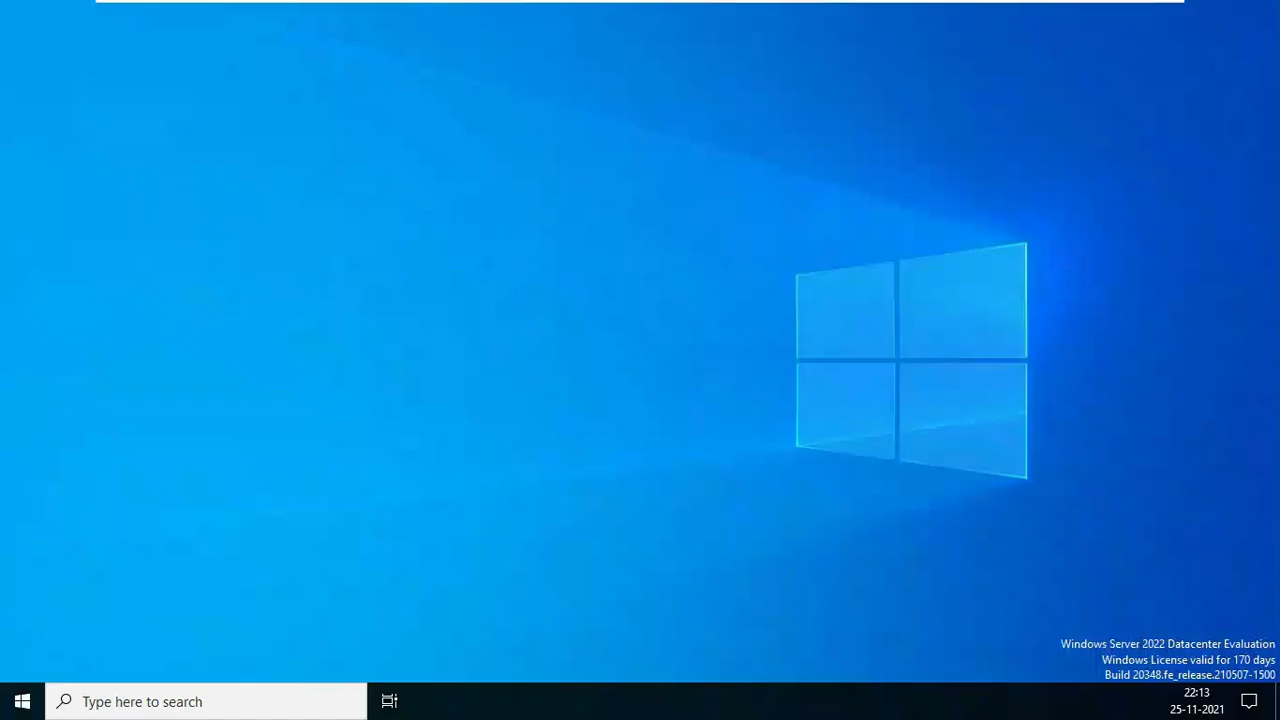 Windows Server 2022 Datacenter Evaluation
Windows License valid for 170 days
Build 20348.fe_release.210507-1500
Type here to search
22:13
25-11-2021